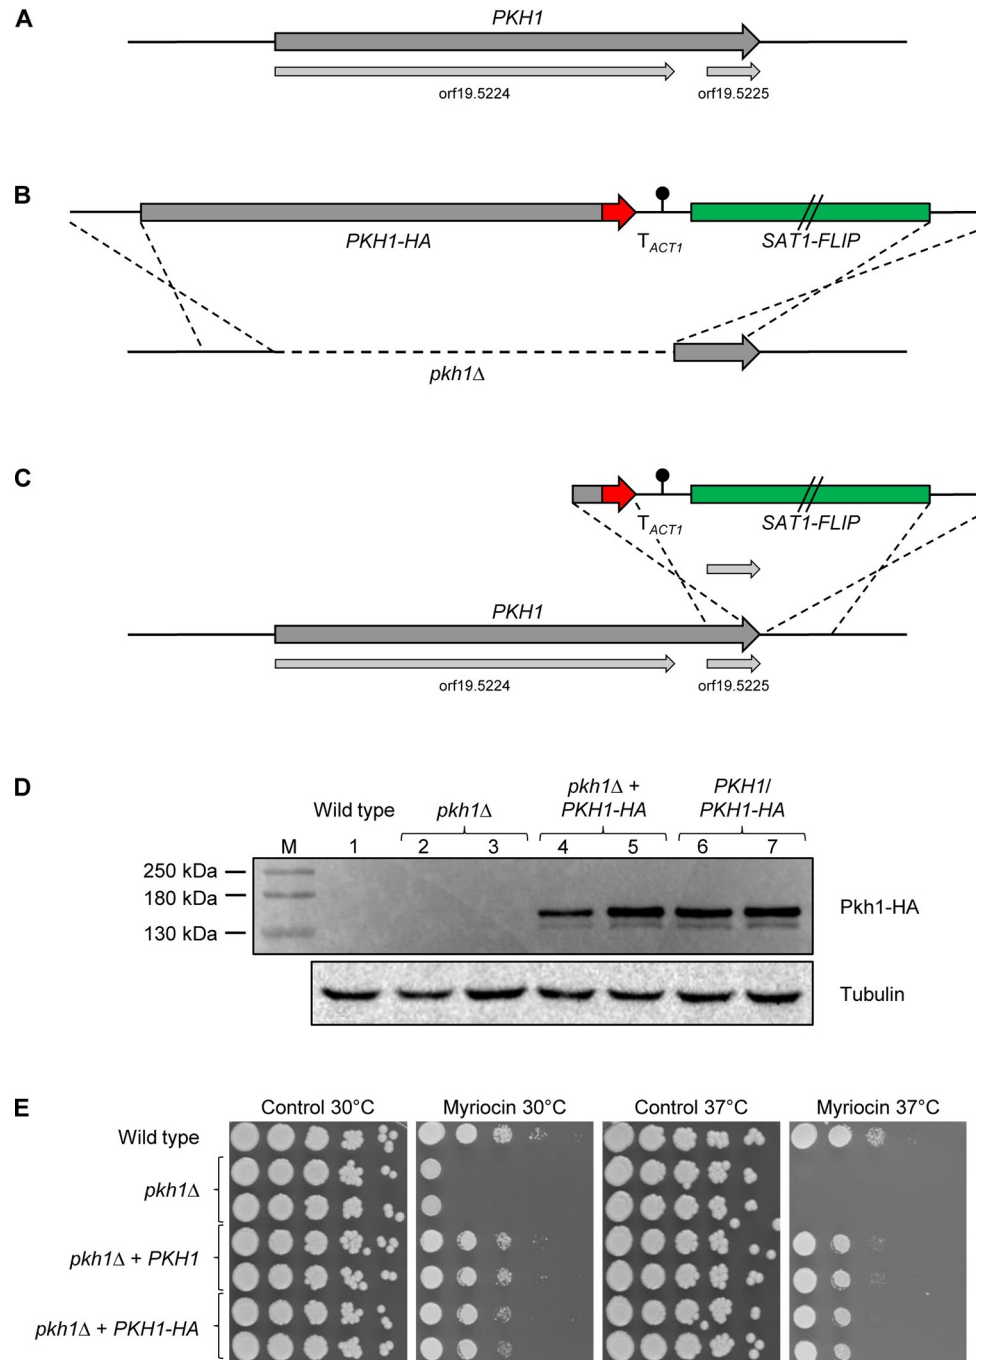 A
PKH1
orf19.5224 orf19.5225
B
PKH1-HA TACT1 SAT1-FLIP
pkh1Δ
C
TACT1 SAT1-FLIP
PKH1
orf19.5224 orf19.5225
D
pkh1Δ + PKH1/
Wild type pkh1Δ PKH1-HA PKH1-HA
M 1 2 3 4 5 6 7
250 kDa
180 kDa
Pkh1-HA
130 kDa
Tubulin
E
Control 30°C Myriocin 30°C Control 37°C Myriocin 37°C
Wild type
pkh1Δ
pkh1Δ + PKH1
pkh1Δ + PKH1-HA